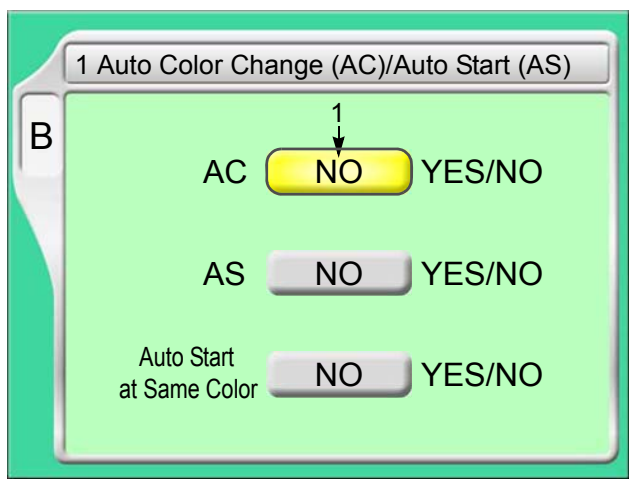 1 Auto Color Change (AC)/Auto Start (AS)
B
1
AC NO YES/NO
AS NO YES/NO
Auto Start
at Same Color NO YES/NO